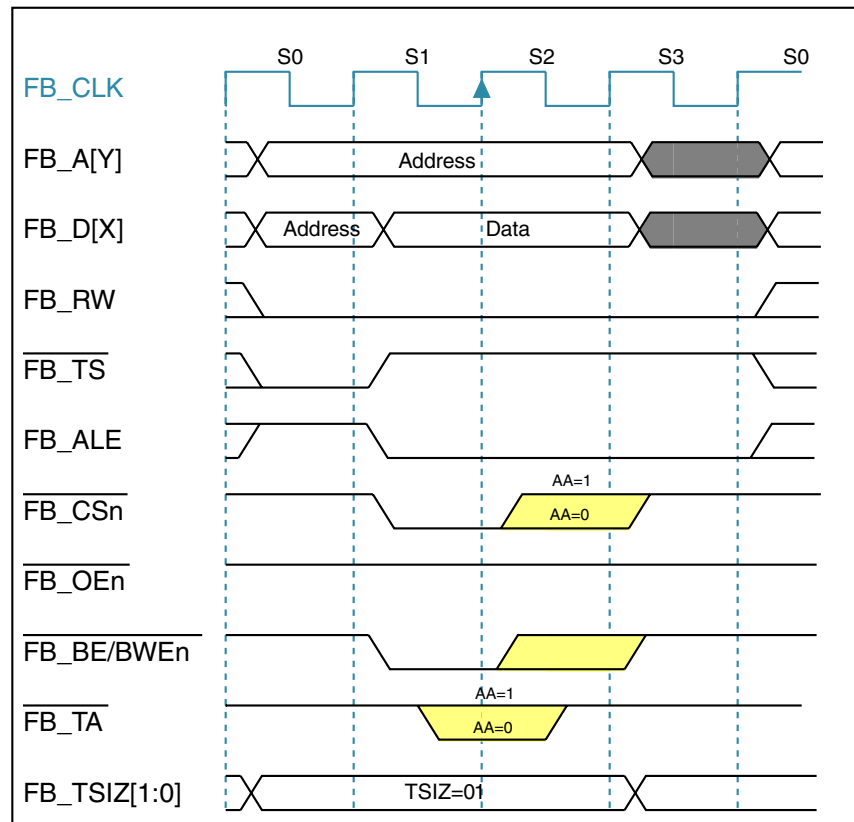 S0 S1 S2 S3 S0
FB_CLK
FB_A[Y] Address
FB_D[X] Address Data
FB_RW
FB_TS
FB_ALE
AA=1
FB_CSn AA=0
FB_OEn
FB_BE/BWEn
AA=1
FB_TA AA=0
FB_TSIZ[1:0] TSIZ=01